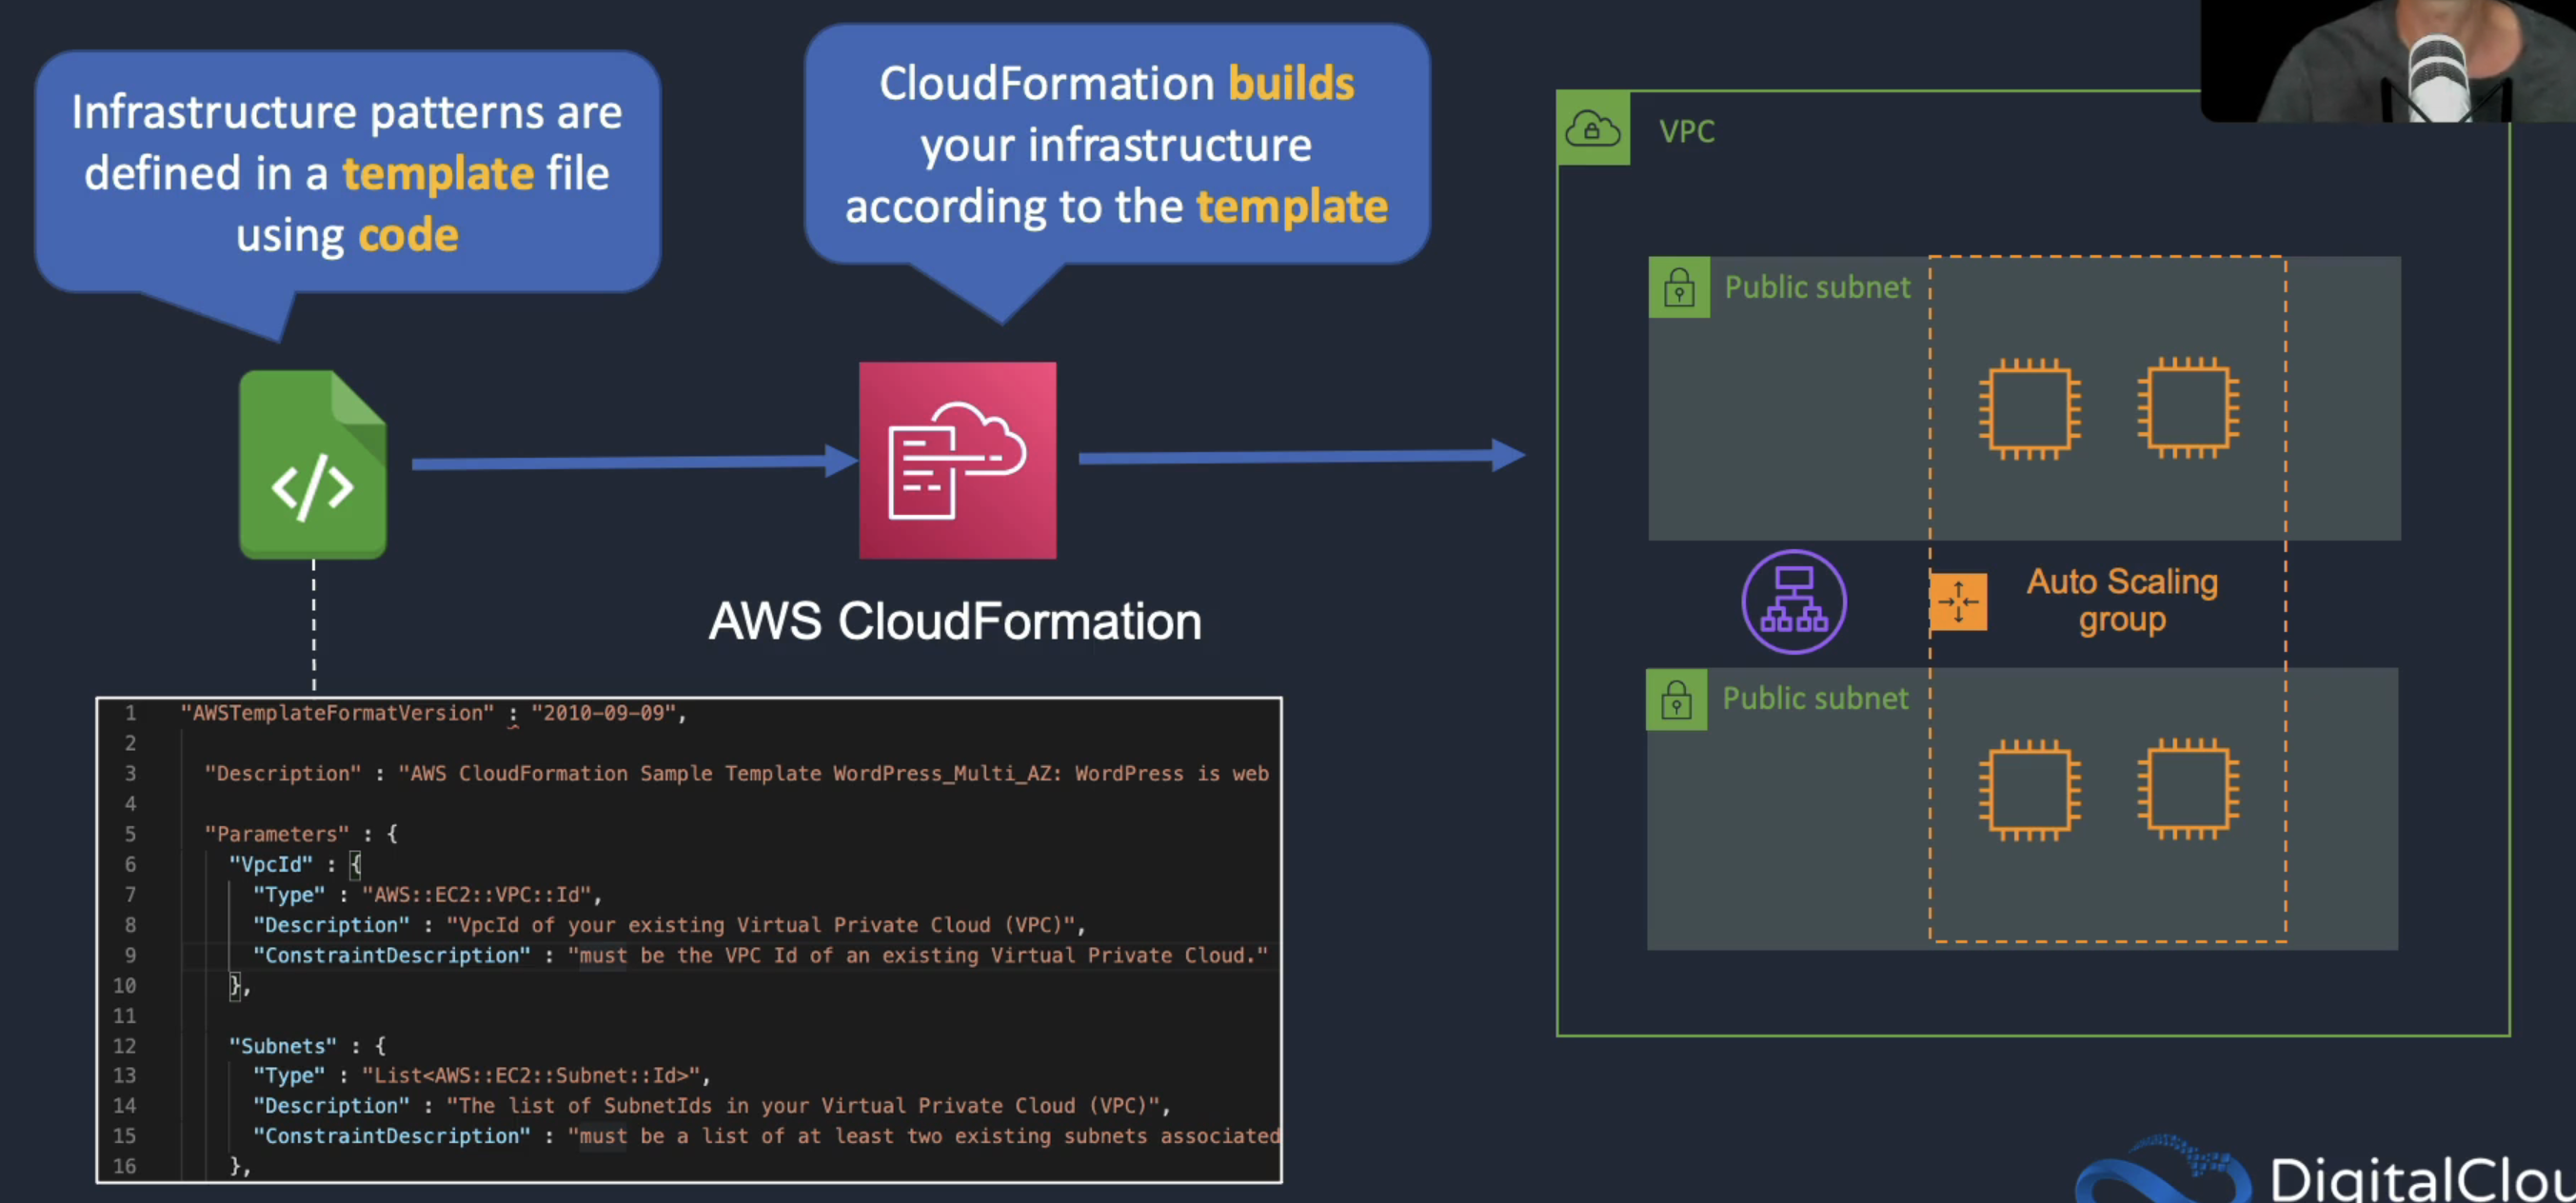 Infrastructure patterns are
defined in a template file
using code
CloudFormation builds
your infrastructure
according to the template
AWS CloudFormation
1 "AWSTemplateFormatVersion" : "2010-09-09",
2
3 "Description" : "AWS CloudFormation Sample Template WordPress_Multi_AZ: WordPress is web
4
5 "Parameters" : {
6 "VpcId" : {
7 "Type" : "AWS::EC2::VPC::Id",
8 "Description" : "VpcId of your existing Virtual Private Cloud (VPC)",
9 "ConstraintDescription" : "must be the VPC Id of an existing Virtual Private Cloud."
10 },
11
12 "Subnets" : {
13 "Type" : "List<AWS::EC2::Subnet::Id>",
14 "Description" : "The list of SubnetIds in your Virtual Private Cloud (VPC)",
15 "ConstraintDescription" : "must be a list of at least two existing subnets associated
16 },
VPC
Public subnet
Auto Scaling
group
Public subnet
DigitalClou